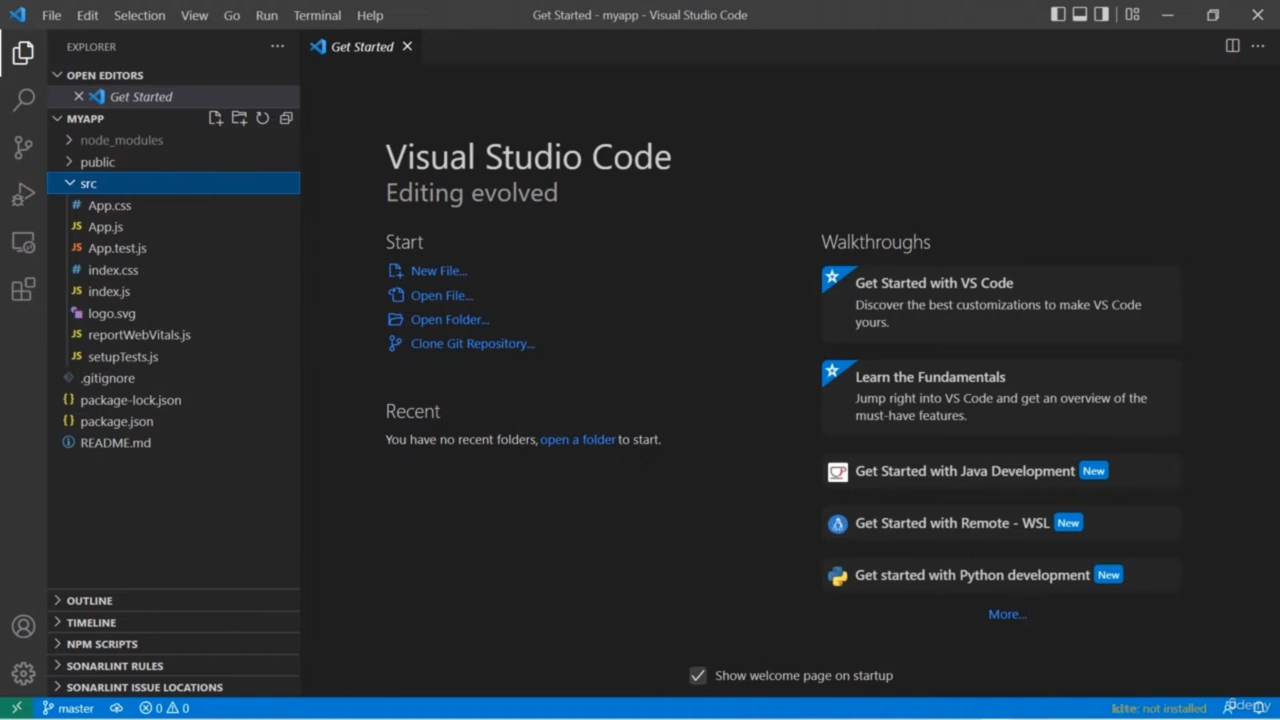 File Edit Selection View Go Run Terminal Help
Get Started - myapp - Visual Studio Code
EXPLORER
Get Started
OPEN EDITORS
Get Started
MYAPP
node_modules
public
src
# App.css
JS App.js
JS App.test.js
# index.css
JS index.js
logo.svg
JS reportWebVitals.js
JS setupTests.js
.gitignore
{} package-lock.json
{} package.json
README.md
OUTLINE
TIMELINE
NPM SCRIPTS
SONARLINT RULES
SONARLINT ISSUE LOCATIONS
Visual Studio Code
Editing evolved
Start
New File...
Open File...
Open Folder...
Clone Git Repository...
Recent
You have no recent folders, open a folder to start.
Walkthroughs
Get Started with VS Code
Discover the best customizations to make VS Code
yours.
Learn the Fundamentals
Jump right into VS Code and get an overview of the
must-have features.
Get Started with Java Development New
Get Started with Remote - WSL New
Get started with Python development New
More...
Show welcome page on startup
master 0 0
kite: not installed
Udemy